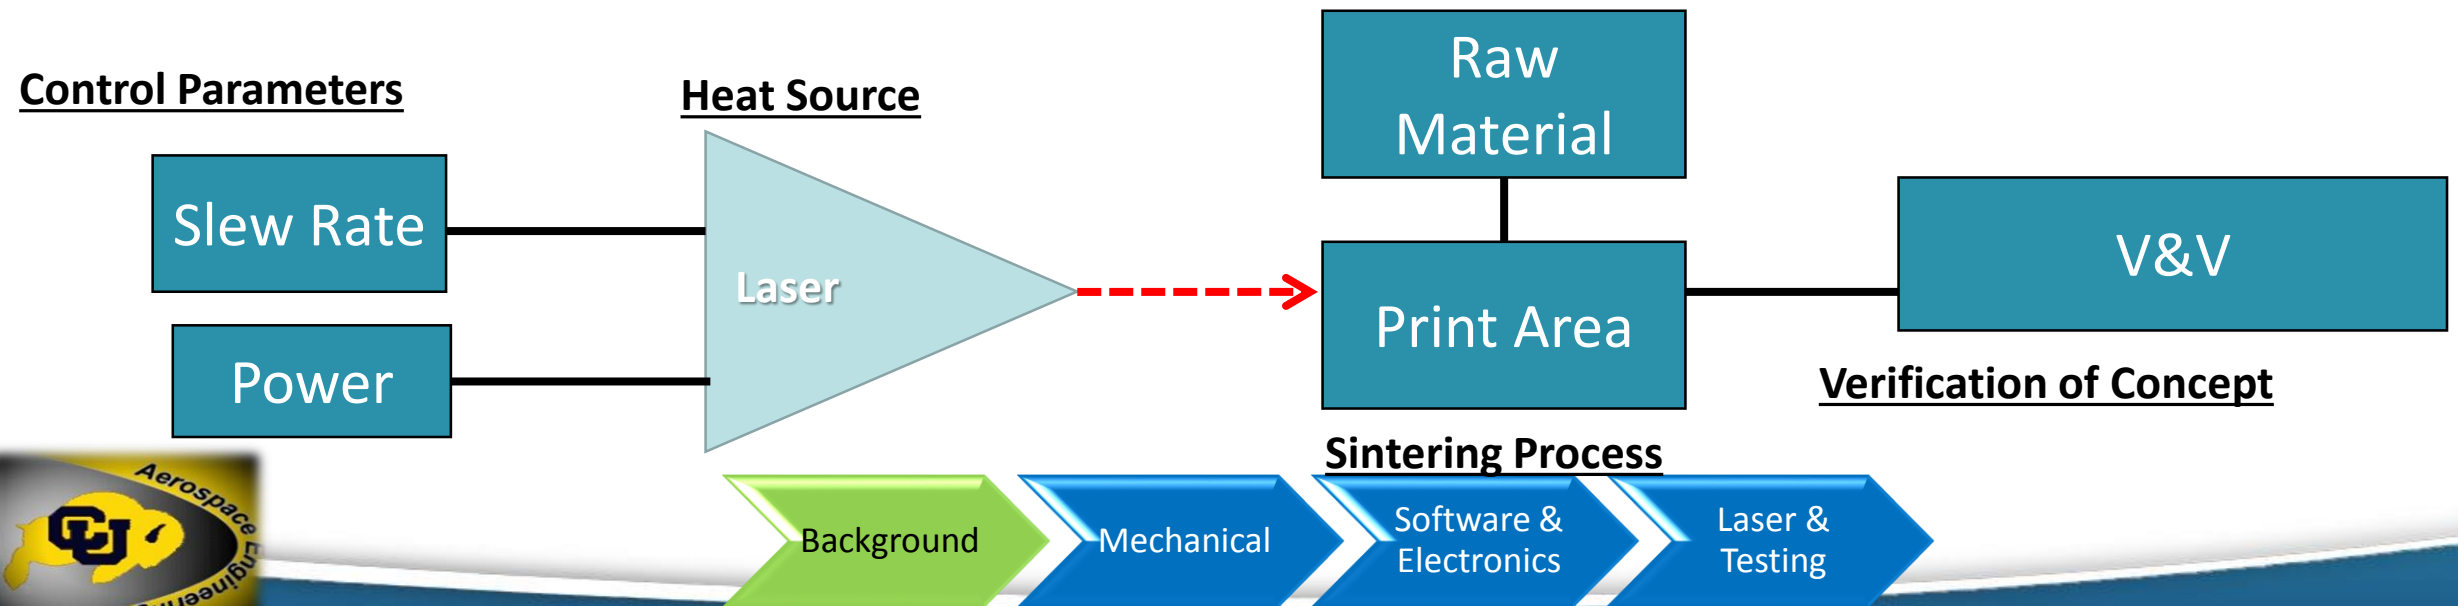 Control Parameters
Heat Source
Raw
Material
Slew Rate
Laser
Print Area
V&V
Power
Verification of Concept
Sintering Process
Aerospace Engineering
CU
Background
Mechanical
Software &
Electronics
Laser &
Testing